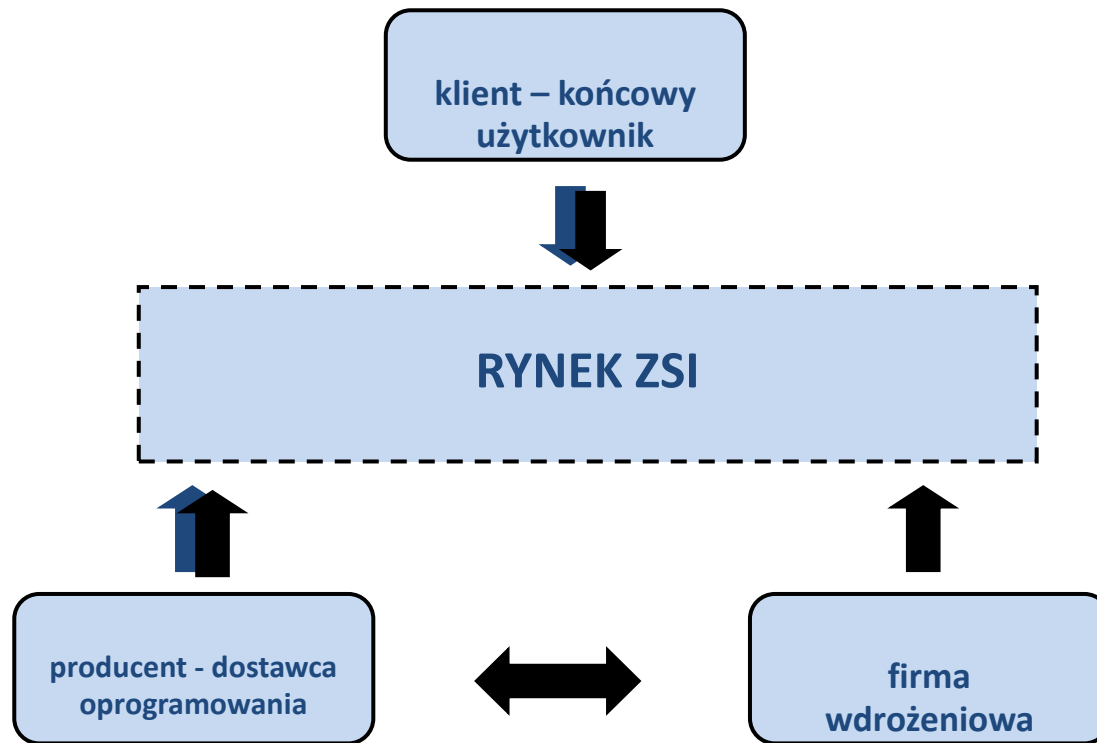 klient – końcowy
użytkownik
RYNEK ZSI
producent - dostawca
oprogramowania
firma
wdrożeniowa